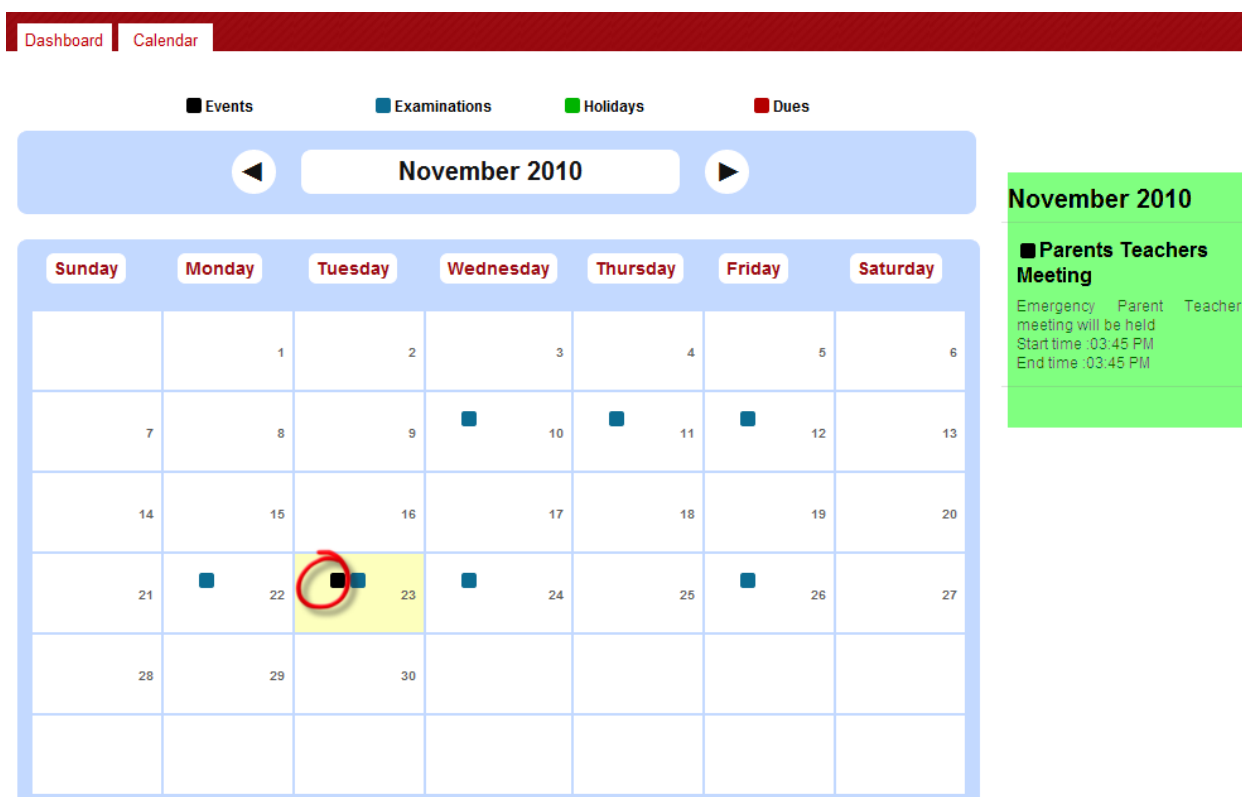 Dashboard Calendar
Events Examinations Holidays Dues
November 2010
Sunday Monday Tuesday Wednesday Thursday Friday Saturday
1 2 3 4 5 6
7 8 9 10 11 12 13
14 15 16 17 18 19 20
21 22 23 24 25 26 27
28 29 30
November 2010
Parents Teachers
Meeting
Emergency Parent Teacher
meeting will be held
Start time :03:45 PM
End time :03:45 PM